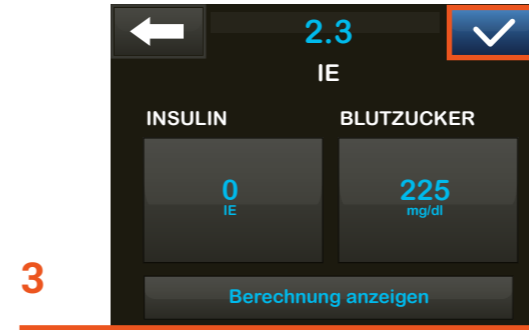 2.3
IE
INSULIN BLUTZUCKER
0 225
IE mg/dl
3
Berechnung anzeigen